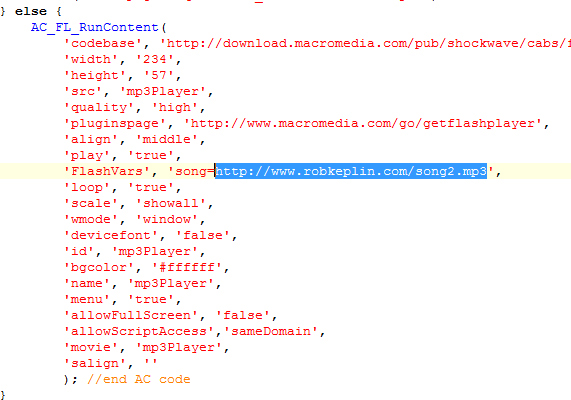 } else {
AC_FL_RunContent(
'codebase', 'http://download.macromedia.com/pub/shockwave/cabs/
'width', '234',
'height', '57',
'src', 'mp3Player',
'quality', 'high',
'pluginspage', 'http://www.macromedia.com/go/getflashplayer',
'align', 'middle',
'play', 'true',
'FlashVars', 'song=http://www.robkeplin.com/song2.mp3',
'loop', 'true',
'scale', 'showall',
'wmode', 'window',
'devicefont', 'false',
'id', 'mp3Player',
'bgcolor', '#ffffff',
'name', 'mp3Player',
'menu', 'true',
'allowFullScreen', 'false',
'allowScriptAccess','sameDomain',
'movie', 'mp3Player',
'salign', ''
); //end AC code
}